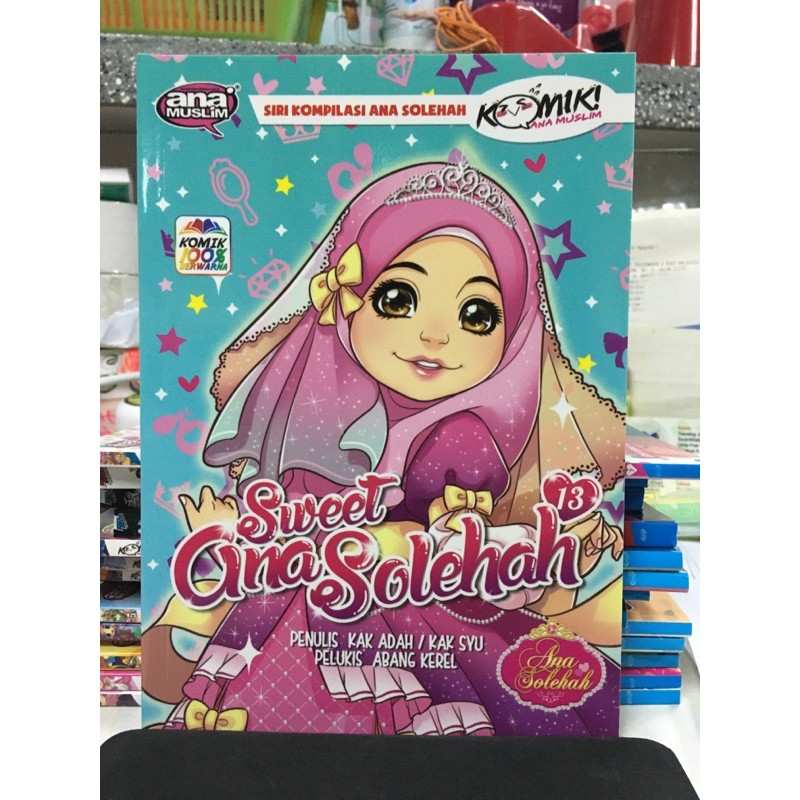 ana
MUSLiM
SIRI KOMPILASI ANA SOLEHAH
KOMIK!
ANA MUSLIM
KOMIK
100%
BERWARNA
Sweet
Ana Solehah
13
PENULIS KAK ADAH / KAK SYU
PELUKIS ABANG KEREL
Ana
Solehah